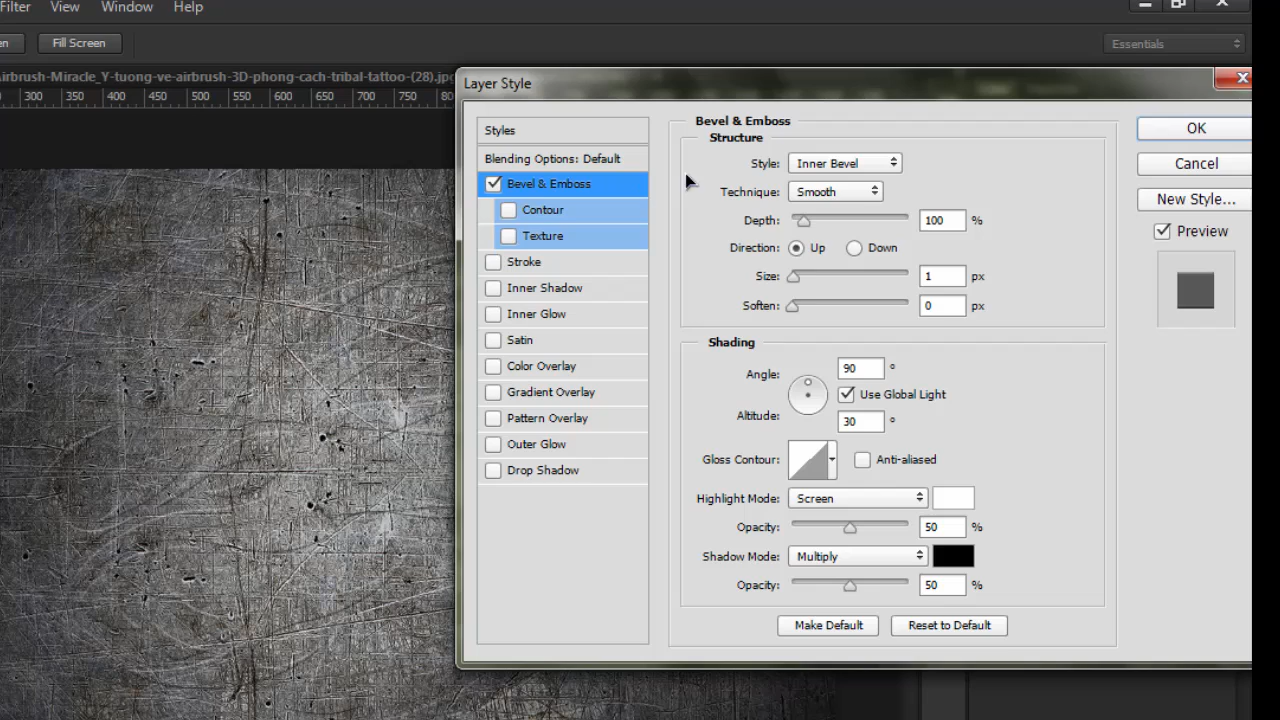 Filter View Window Help
en Fill Screen Essentials
Airbrush-Miracle_Y-tuong-ve-airbrush-3D-phong-cach-tribal-tattoo-(28).jp
300 350 400 450 500 550 600 650 700 750 80
Layer Style
Styles
Blending Options: Default
Bevel & Emboss
Contour
Texture
Stroke
Inner Shadow
Inner Glow
Satin
Color Overlay
Gradient Overlay
Pattern Overlay
Outer Glow
Drop Shadow
Bevel & Emboss
Structure
Style: Inner Bevel
Technique: Smooth
Depth: 100 %
Direction: Up Down
Size: 1 px
Soften: 0 px
Shading
Angle: 90 °
Use Global Light
Altitude: 30 °
Gloss Contour: Anti-aliased
Highlight Mode: Screen
Opacity: 50 %
Shadow Mode: Multiply
Opacity: 50 %
Make Default Reset to Default
OK
Cancel
New Style...
Preview